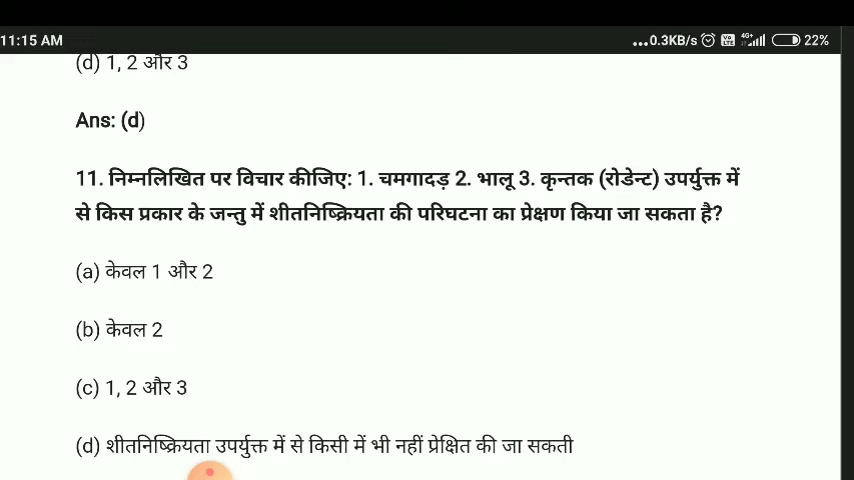 11:15 AM
...0.3KB/s 4G+ 22%
(d) 1, 2 और 3
Ans: (d)
11. निम्नलिखित पर विचार कीजिए: 1. चमगादड़ 2. भालू 3. कृन्तक (रोडेन्ट) उपर्युक्त में
से किस प्रकार के जन्तु में शीतनिष्क्रियता की परिघटना का प्रेक्षण किया जा सकता है?
(a) केवल 1 और 2
(b) केवल 2
(c) 1, 2 और 3
(d) शीतनिष्क्रियता उपर्युक्त में से किसी में भी नहीं प्रेक्षित की जा सकती